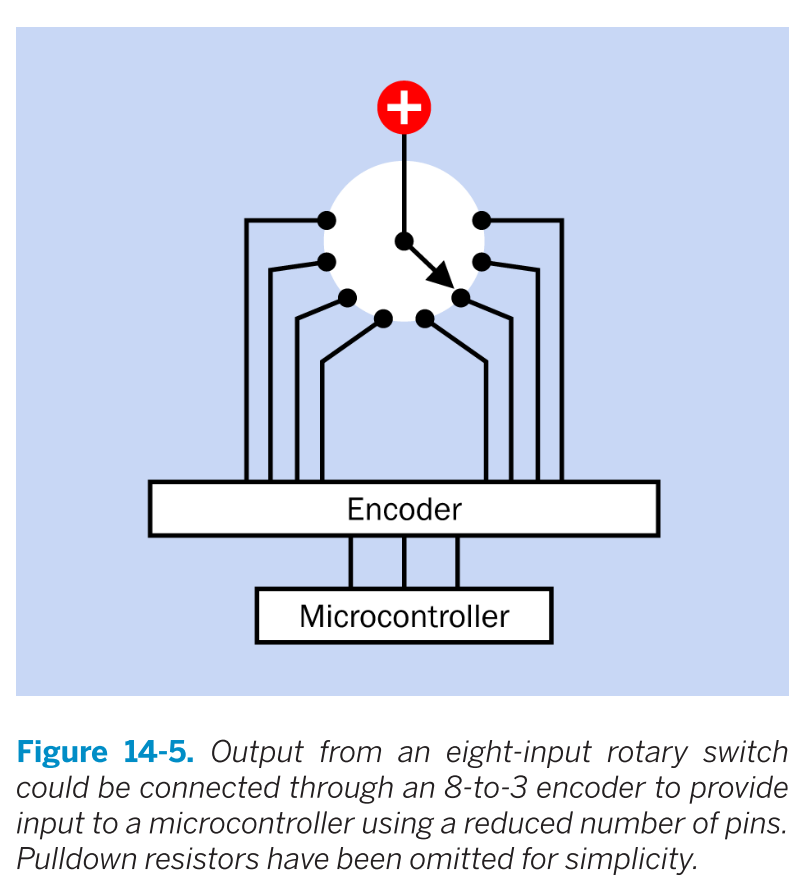 +
Encoder
Microcontroller
Figure 14-5. Output from an eight-input rotary switch
could be connected through an 8-to-3 encoder to provide
input to a microcontroller using a reduced number of pins.
Pulldown resistors have been omitted for simplicity.